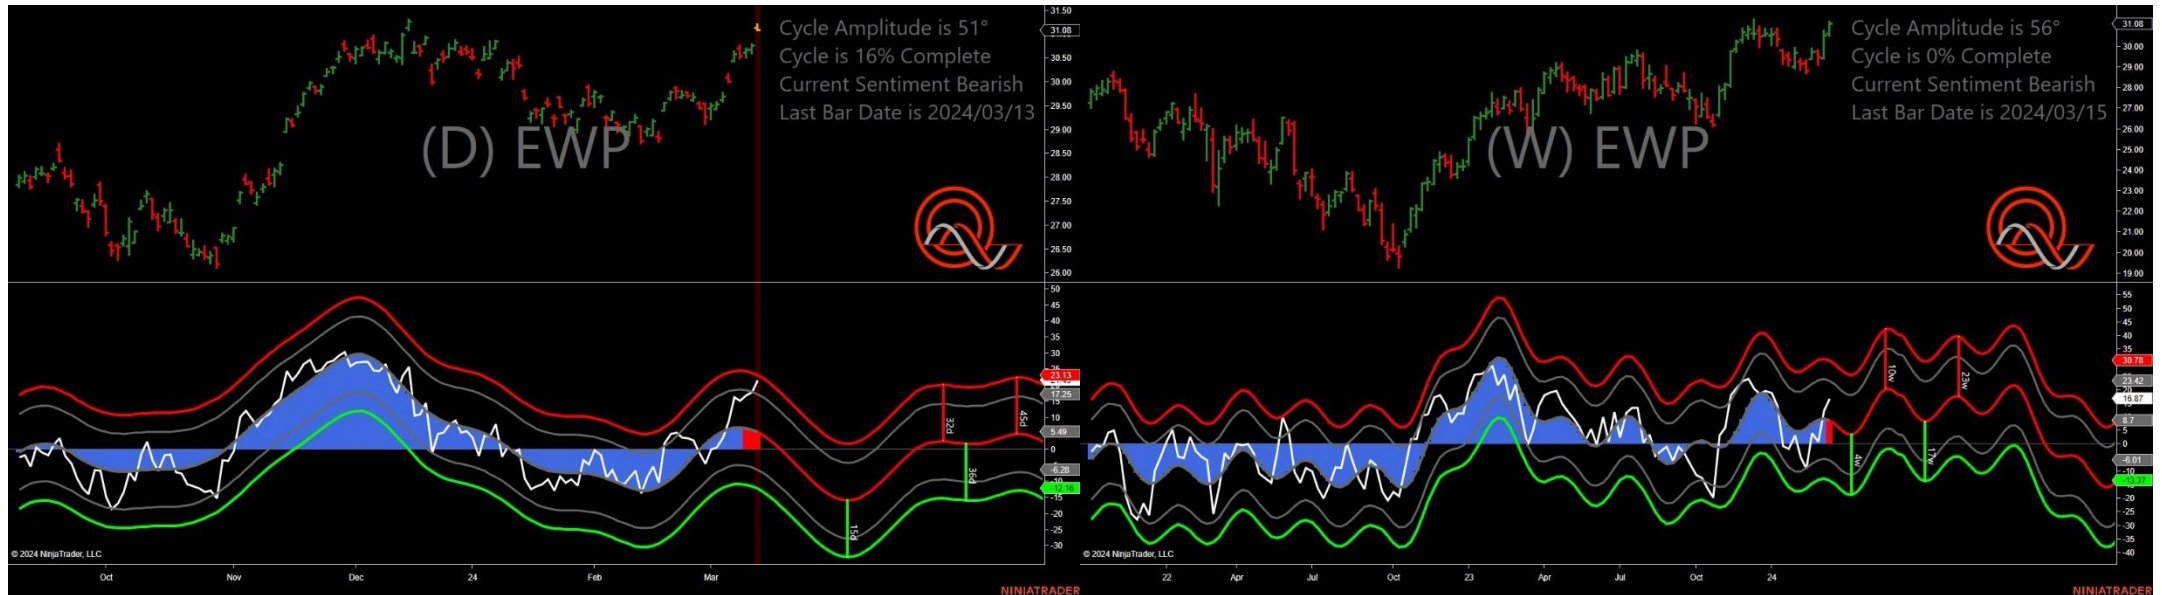 Cycle Amplitude is 51°
Cycle is 16% Complete
Current Sentiment Bearish
Last Bar Date is 2024/03/13
(D) EWP
31.50
31.08
30.50
30.00
29.50
29.00
28.50
28.00
27.50
27.00
26.50
26.00
50
45
40
35
30
25
23.13
17.25
15
10
5.49
0
-6.28
-12.16
-15
-20
-25
-30
32d
45d
36d
15d
© 2024 NinjaTrader, LLC
Oct
Nov
Dec
24
Feb
Mar
NINJATRADER
Cycle Amplitude is 56°
Cycle is 0% Complete
Current Sentiment Bearish
Last Bar Date is 2024/03/15
(W) EWP
31.08
30.00
29.00
28.00
27.00
26.00
25.00
24.00
23.00
22.00
21.00
20.00
19.00
55
50
45
40
35
30.78
23.42
20
16.87
8.7
5
0
-6.01
-10
-13.37
-20
-25
-30
-35
-40
10w
23w
4w
17w
© 2024 NinjaTrader, LLC
22
Apr
Jul
Oct
23
Apr
Jul
Oct
24
NINJATRADER